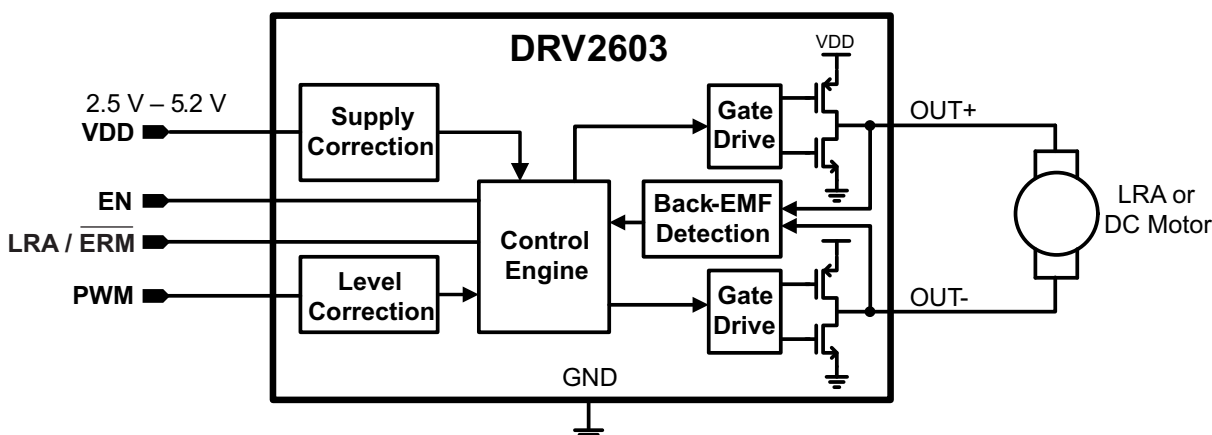 DRV2603
2.5 V – 5.2 V
VDD
EN
LRA / ERM
PWM
Supply
Correction
Level
Correction
Control
Engine
Gate
Drive
VDD
Back-EMF
Detection
Gate
Drive
GND
OUT+
OUT-
LRA or
DC Motor